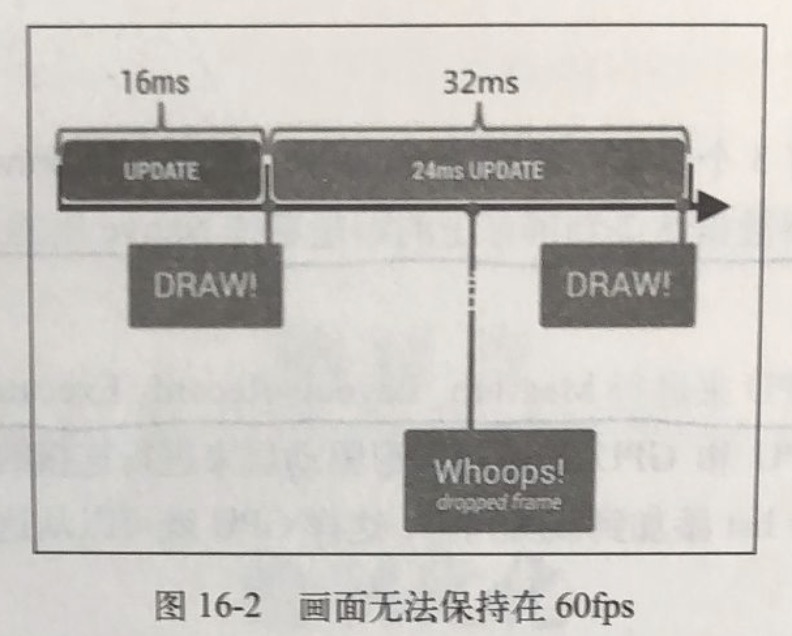 16ms
32ms
UPDATE
24ms UPDATE
DRAW!
DRAW!
Whoops!
dropped frame
图 16-2 画面无法保持在 60fps